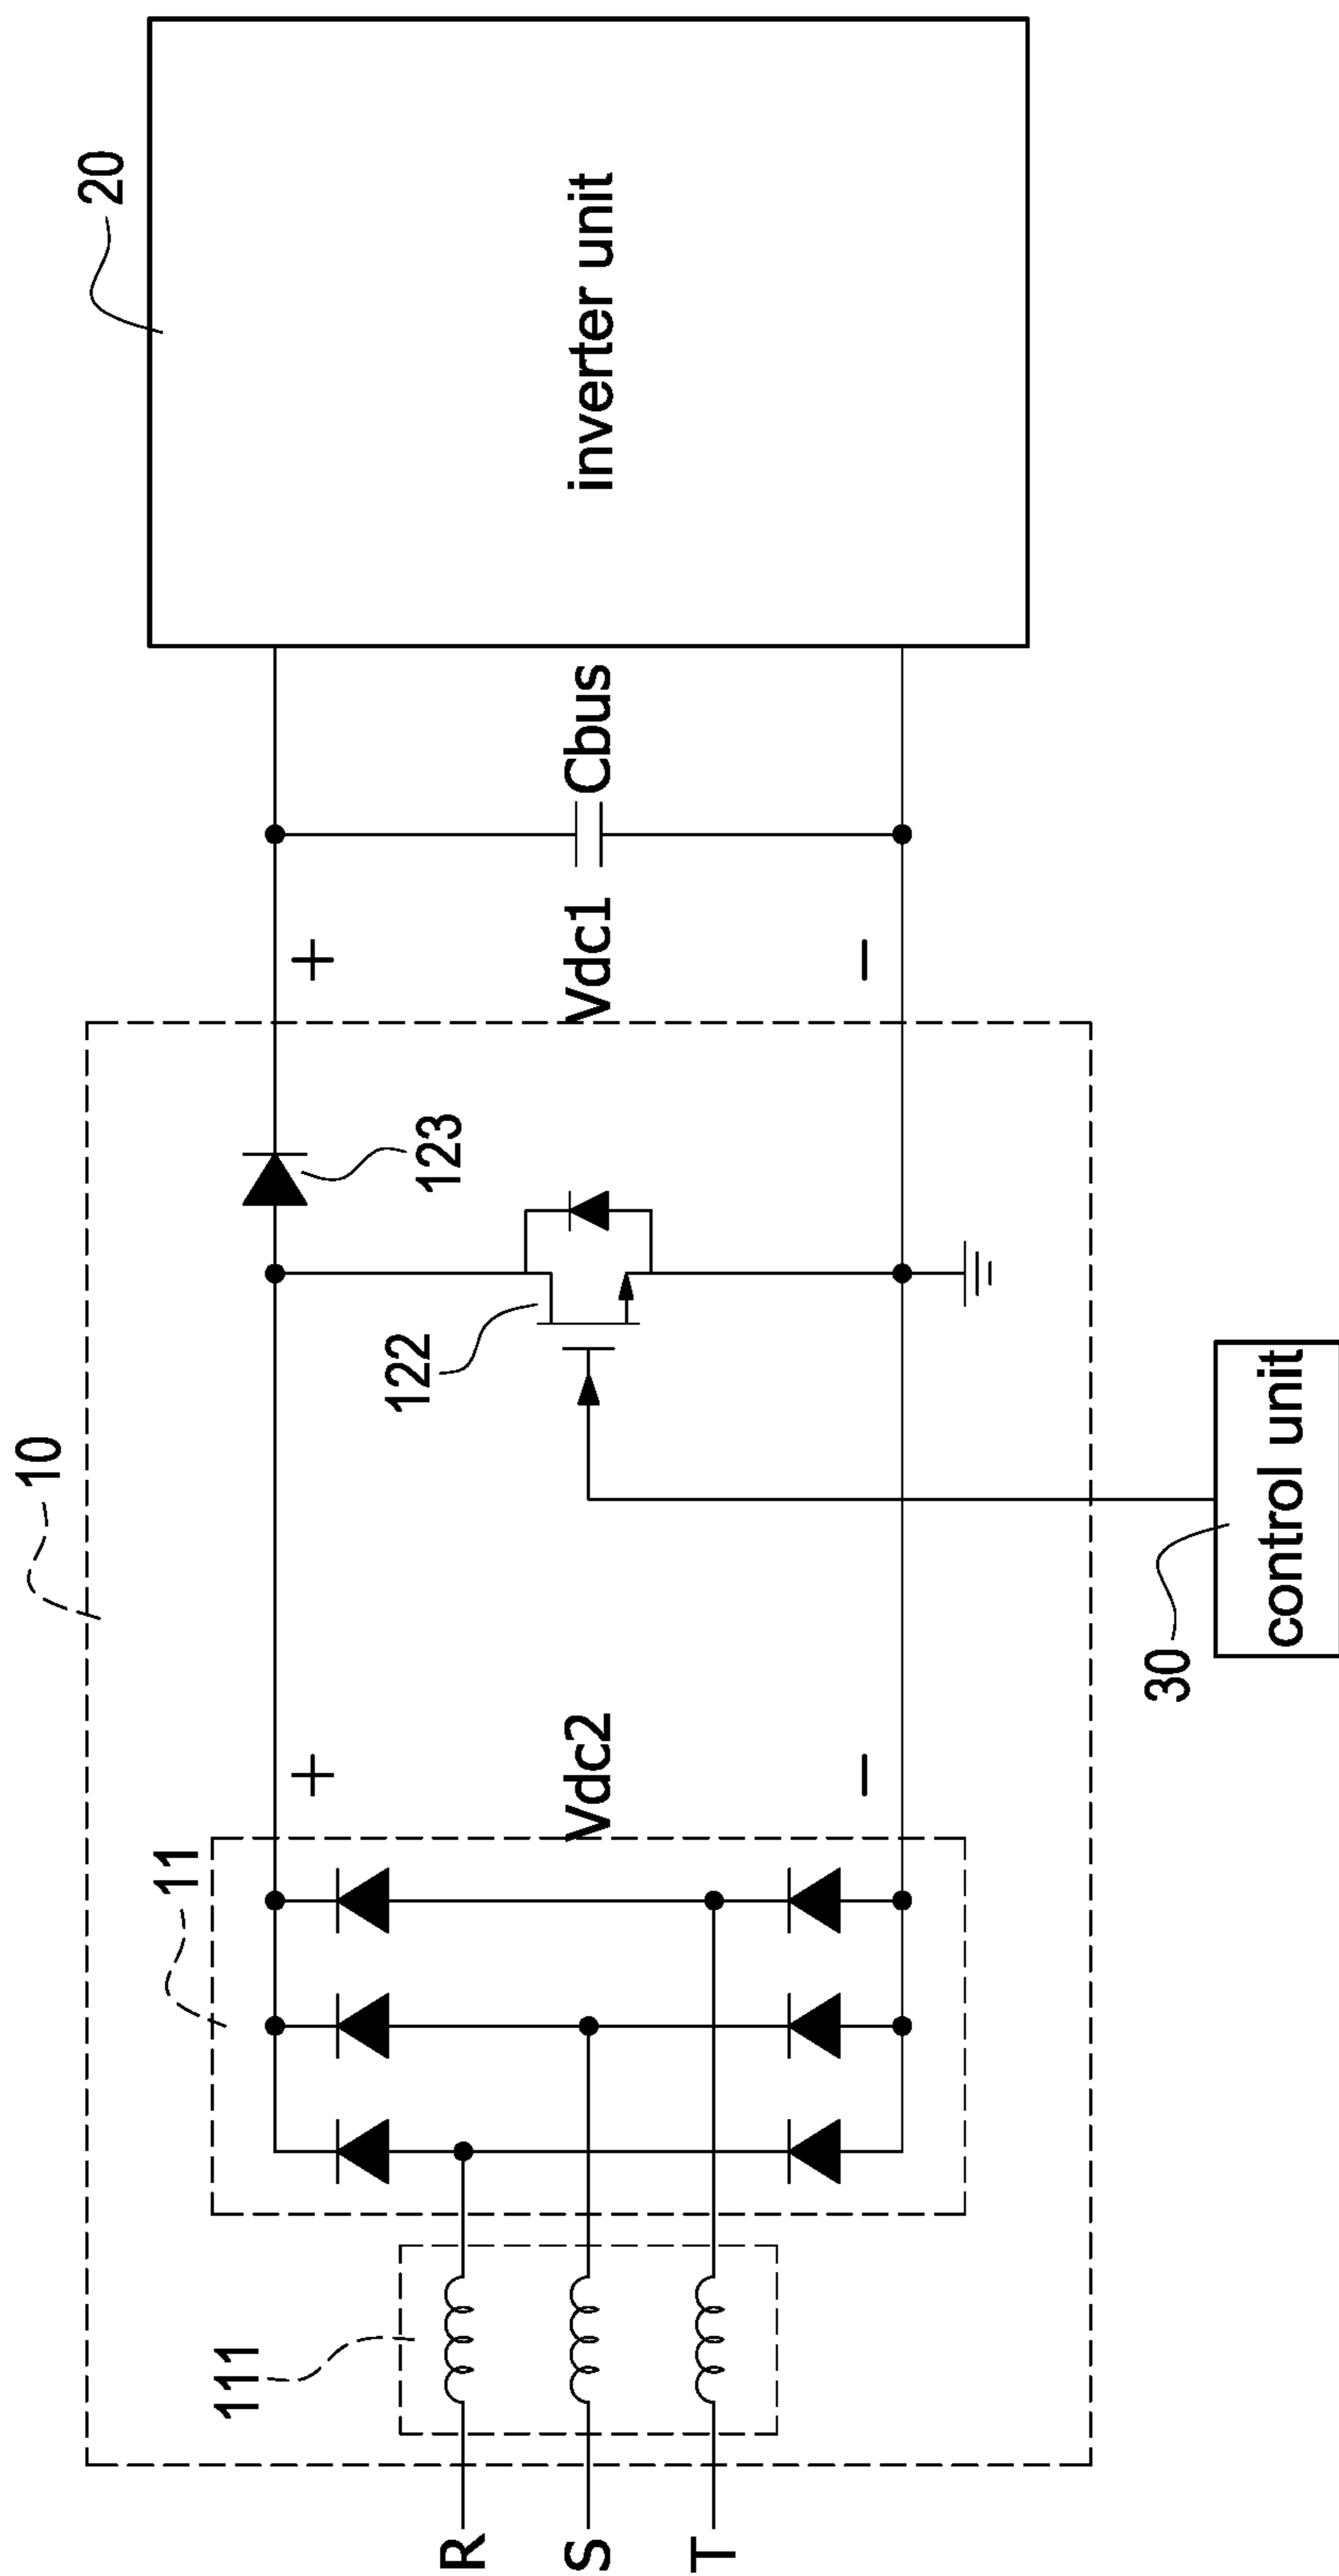 10
20
11
111
R
S
T
+
Vdc2
−
122
123
+
Vdc1
−
Cbus
inverter unit
30
control unit